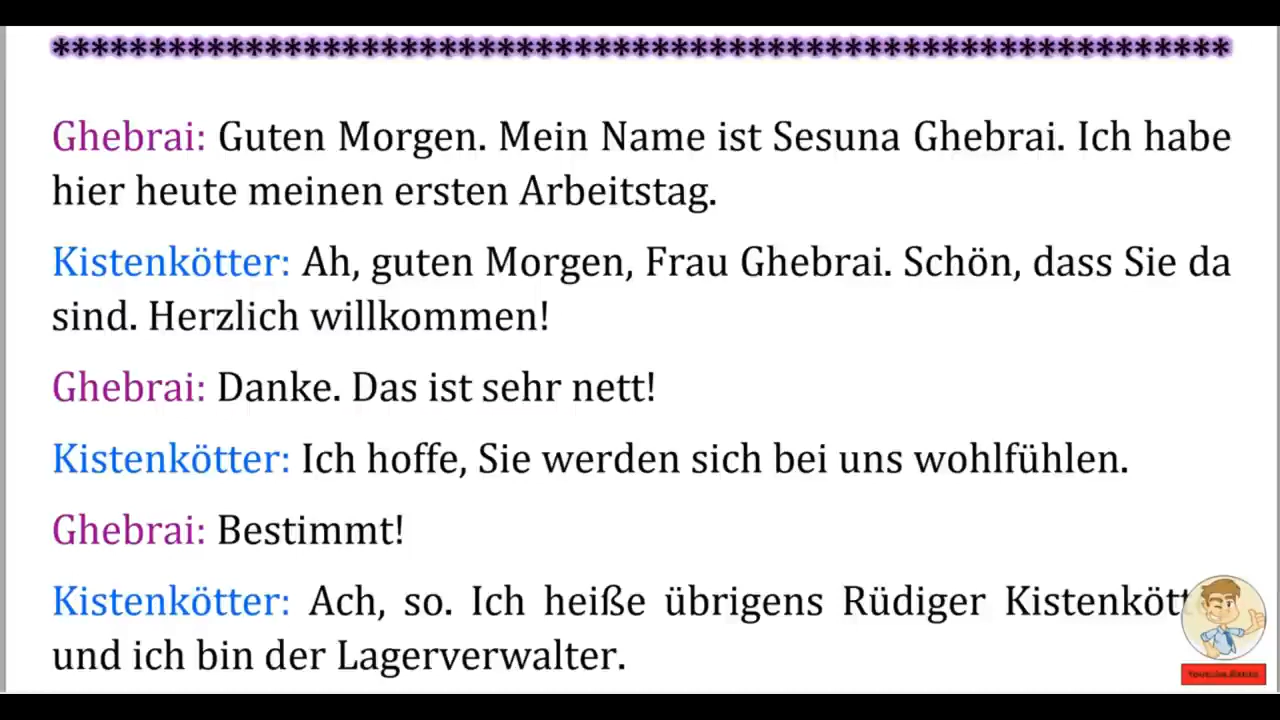 ************************************************************
Ghebrai: Guten Morgen. Mein Name ist Sesuna Ghebrai. Ich habe
hier heute meinen ersten Arbeitstag.
Kistenkötter: Ah, guten Morgen, Frau Ghebrai. Schön, dass Sie da
sind. Herzlich willkommen!
Ghebrai: Danke. Das ist sehr nett!
Kistenkötter: Ich hoffe, Sie werden sich bei uns wohlfühlen.
Ghebrai: Bestimmt!
Kistenkötter: Ach, so. Ich heiße übrigens Rüdiger
und ich bin der Lagerverwalter.